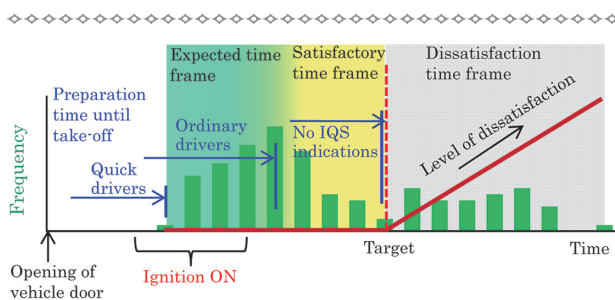 Expected time
frame
Satisfactory
time frame
Dissatisfaction
time frame
Preparation
time until
take-off
Ordinary
drivers
No IQS
indications
Quick
drivers
Level of dissatisfaction
Frequency
Target
Time
Opening of
vehicle door
Ignition ON